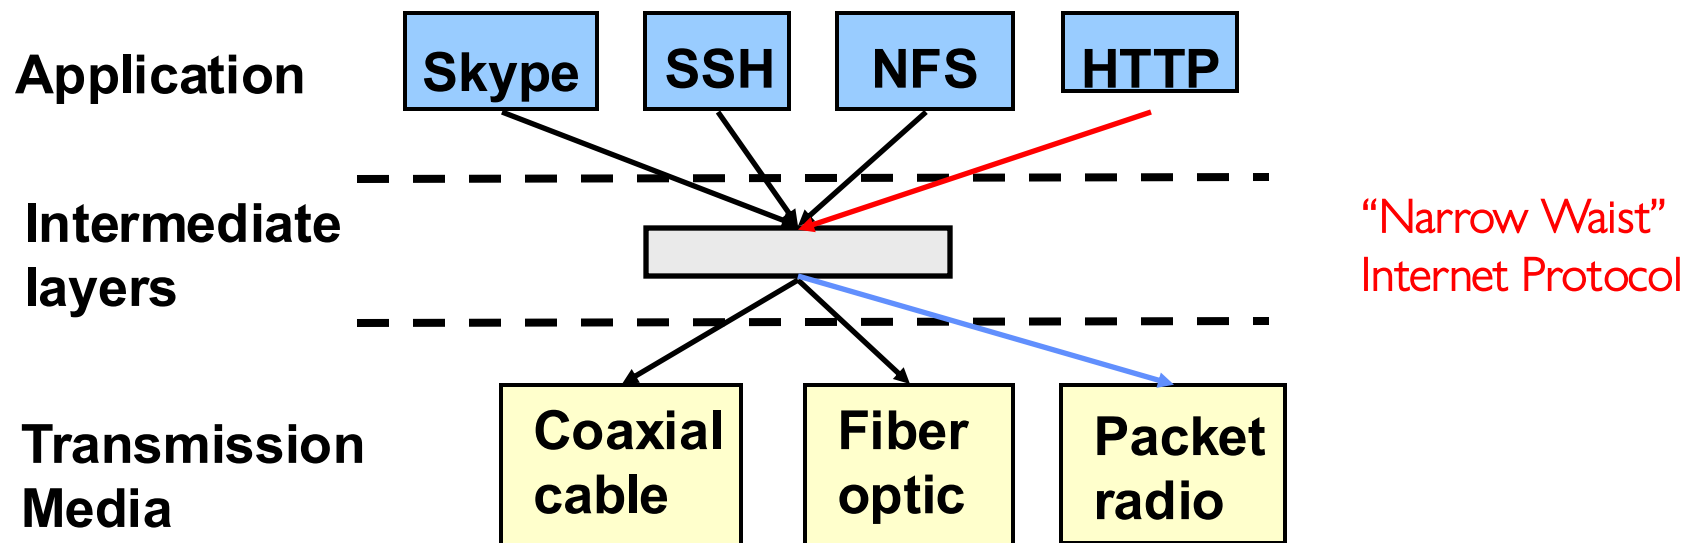 Application
Skype
SSH
NFS
HTTP
Intermediate
layers
“Narrow Waist”
Internet Protocol
Transmission
Media
Coaxial
cable
Fiber
optic
Packet
radio